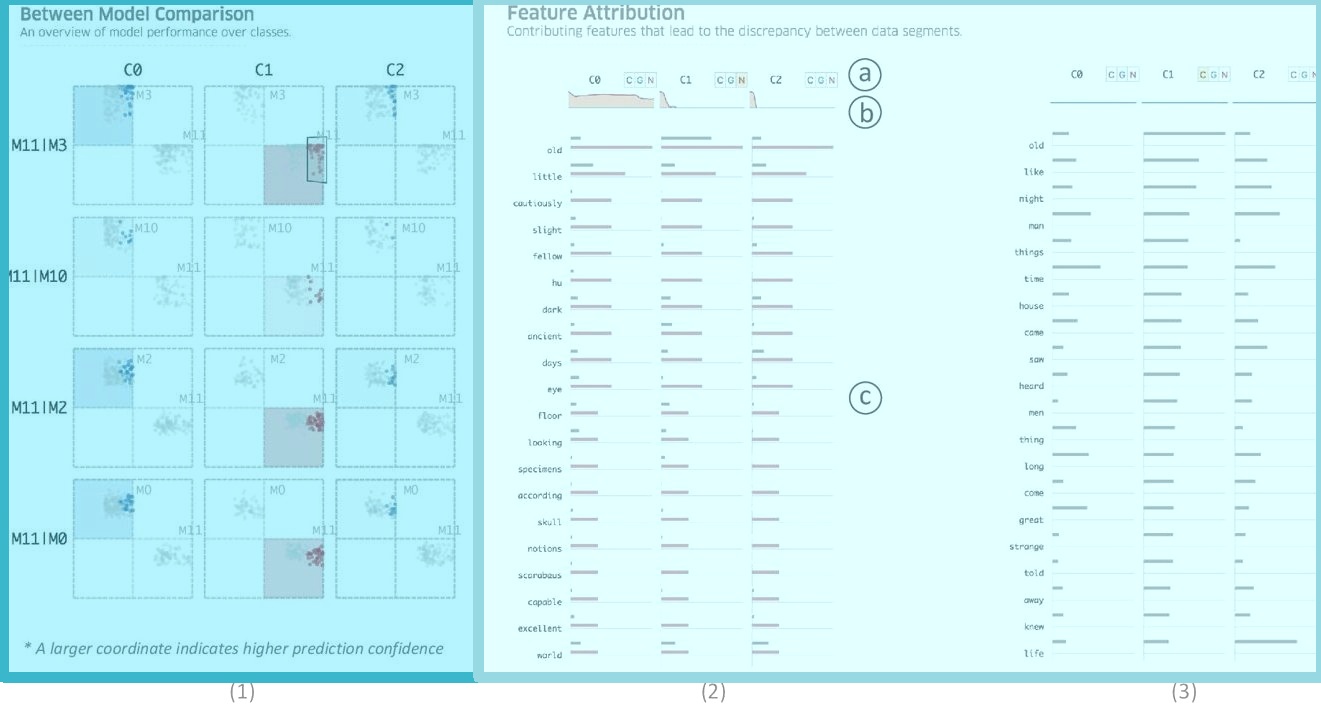 Between Model Comparison
An overview of model performance over classes.
C0 C1 C2
M11|M3
M3 M3 M3
M11 M11 M11
M11|M10
M10 M10 M10
M11 M11 M11
M11|M2
M2 M2 M2
M11 M11 M11
M11|M0
M0 M0 M0
M11 M11 M11
* A larger coordinate indicates higher prediction confidence
(1)
Feature Attribution
Contributing features that lead to the discrepancy between data segments.
C0 C G N C1 C G N C2 C G N
a
b
old
little
cautiously
slight
fellow
hu
dark
ancient
days
eye
c
floor
looking
specimens
according
skull
notions
scarabæus
capable
excellent
world
(2)
C0 C G N C1 C G N C2 C G N
old
like
night
man
things
time
house
came
saw
heard
men
thing
long
come
great
strange
told
away
knew
life
(3)